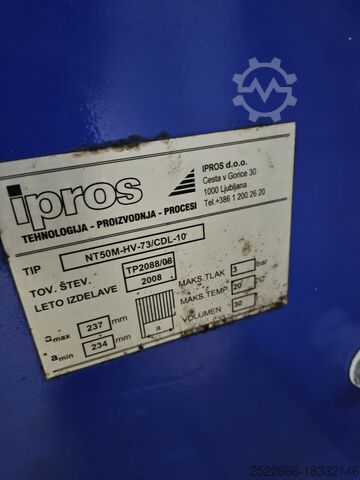 ipros
TEHNOLOGIJA - PROIZVODNJA - PROCESI
IPROS d.o.o.
Cesta v Gorice 30
1000 Ljubljana
Tel.+386 1 200 26 20
TIP NT50M-HV-73/CDL-10
TOV. ŠTEV. TP2088/08
LETO IZDELAVE 2008
a max 237 mm
a min 234 mm
a
MAKS.TLAK 3 bar
MAKS.TEMP 20 °C
VOLUMEN 30
2522666-18332146